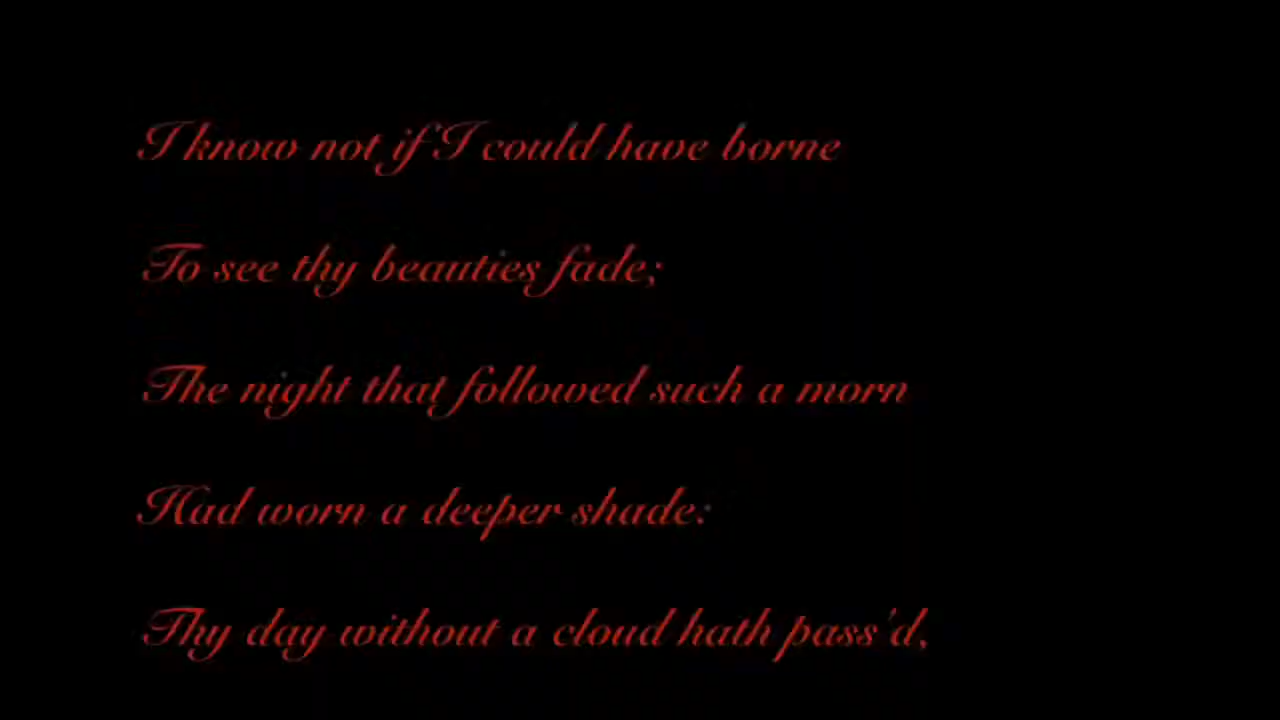 I know not if I could have borne
To see thy beauties fade;
The night that followed such a morn
Had worn a deeper shade:
Thy day without a cloud hath pass'd,